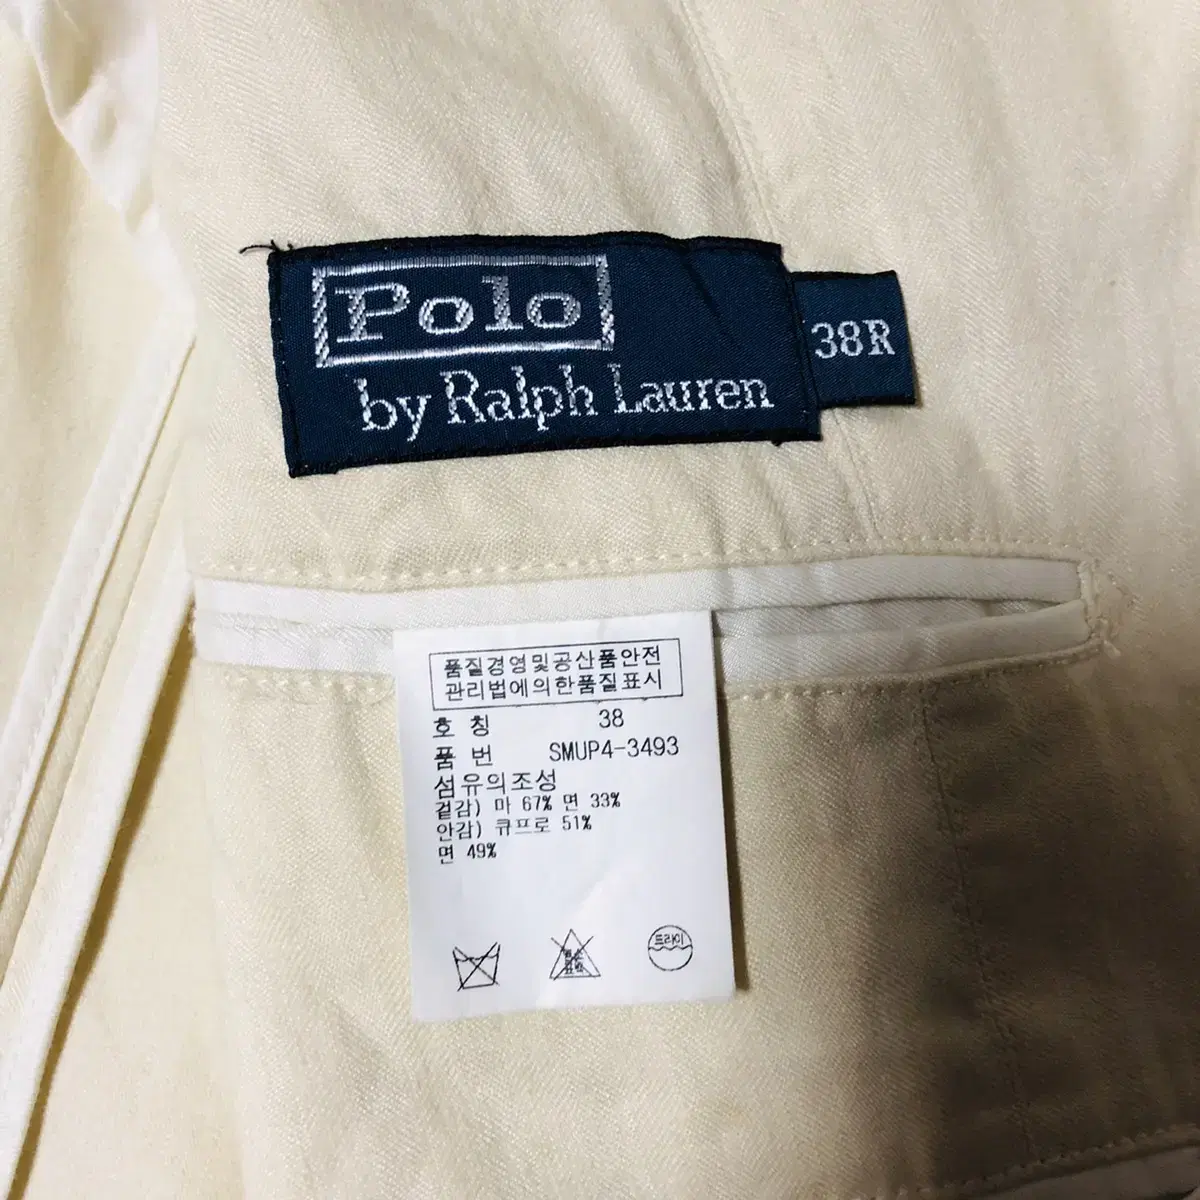 Polo
by Ralph Lauren
38R
품질경영및공산품안전
관리법에의한품질표시
호 칭 38
품 번 SMUP4-3493
섬유의조성
겉감) 마 67% 면 33%
안감) 큐프로 51%
면 49%
드라이